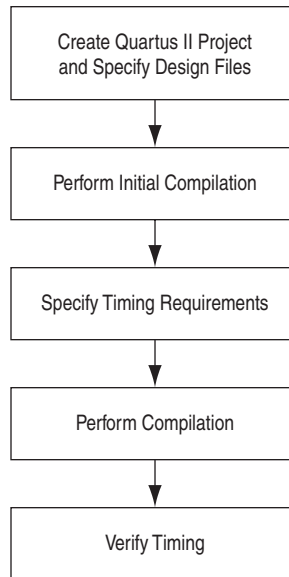 Create Quartus II Project
and Specify Design Files
Perform Initial Compilation
Specify Timing Requirements
Perform Compilation
Verify Timing